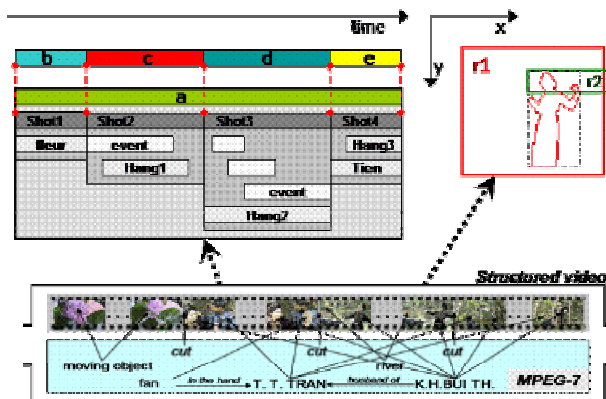 time
x
y
b c d e
a
r1
r2
Shot1 Shot2 Shot3 Shot4
fleur event Hang3
Hang1 Tien
event
Hang2
Structured video
cut cut cut
moving object river
fan in the hand T. T. TRAN husband of K.H.BUI TH.
MPEG-7